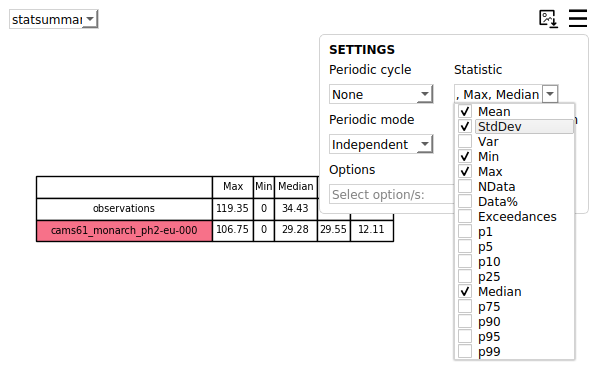 statsummar
SETTINGS
Periodic cycle
Statistic
None
, Max, Median
Periodic mode
Independent
Options
Select option/s:
Mean
StdDev
Var
Min
Max
NData
Data%
Exceedances
p1
p5
p10
p25
Median
p75
p90
p95
p99
Max Min Median
observations 119.35 0 34.43
cams61_monarch_ph2-eu-000 106.75 0 29.28 29.55 12.11